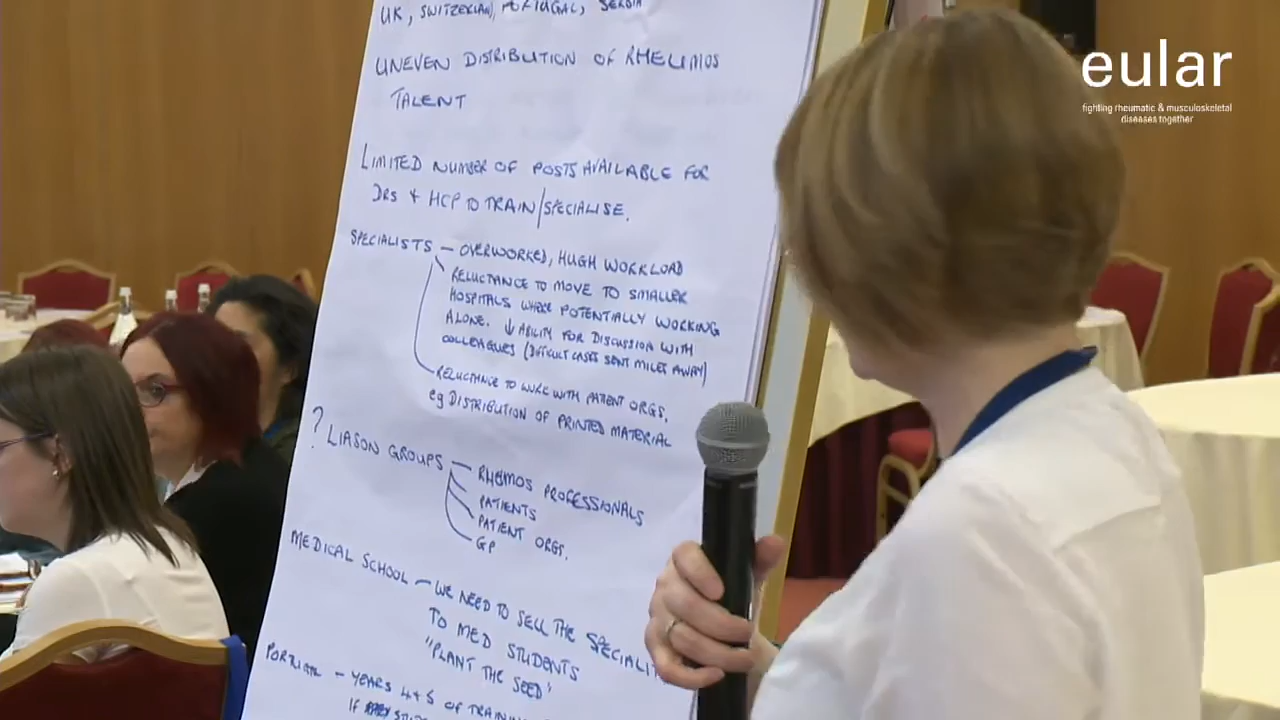 UK, SWITZERLAN, PORTUGAL, SERBIA
UNEVEN DISTRIBUTION OF RHEUMOS
TALENT
LIMITED NUMBER OF POSTS AVAILABLE FOR
DRS + HCP TO TRAIN/SPECIALISE.
SPECIALISTS – OVERWORKED, HUGH WORKLOAD
RELUCTANCE TO MOVE TO SMALLER
HOSPITALS WHERE POTENTIALLY WORKING
ALONE. ↓ ABILITY FOR DISCUSSION WITH
COLLEAGUES (DIFFICULT CASES SENT MILES AWAY)
RELUCTANCE TO WORK WITH PATIENT ORGS,
eg DISTRIBUTION OF PRINTED MATERIAL
? LIASON GROUPS – RHEUMOS PROFESSIONALS
PATIENTS
PATIENT ORGS.
GP
MEDICAL SCHOOL – WE NEED TO SELL THE SPECIALIT
TO MED STUDENTS
"PLANT THE SEED"
PORTUGAL – YEARS 4+5 OF TRAIN
IF
eular
fighting rheumatic & musculoskeletal
diseases together